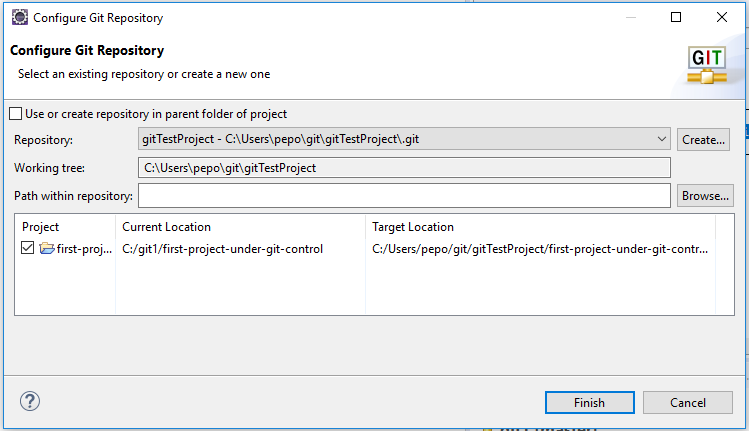 Configure Git Repository
Configure Git Repository
Select an existing repository or create a new one
GIT
Use or create repository in parent folder of project
Repository: gitTestProject - C:\Users\pepo\git\gitTestProject\.git Create...
Working tree: C:\Users\pepo\git\gitTestProject
Path within repository: Browse...
Project Current Location Target Location
first-proj... C:/git1/first-project-under-git-control C:/Users/pepo/git/gitTestProject/first-project-under-git-contr...
? Finish Cancel